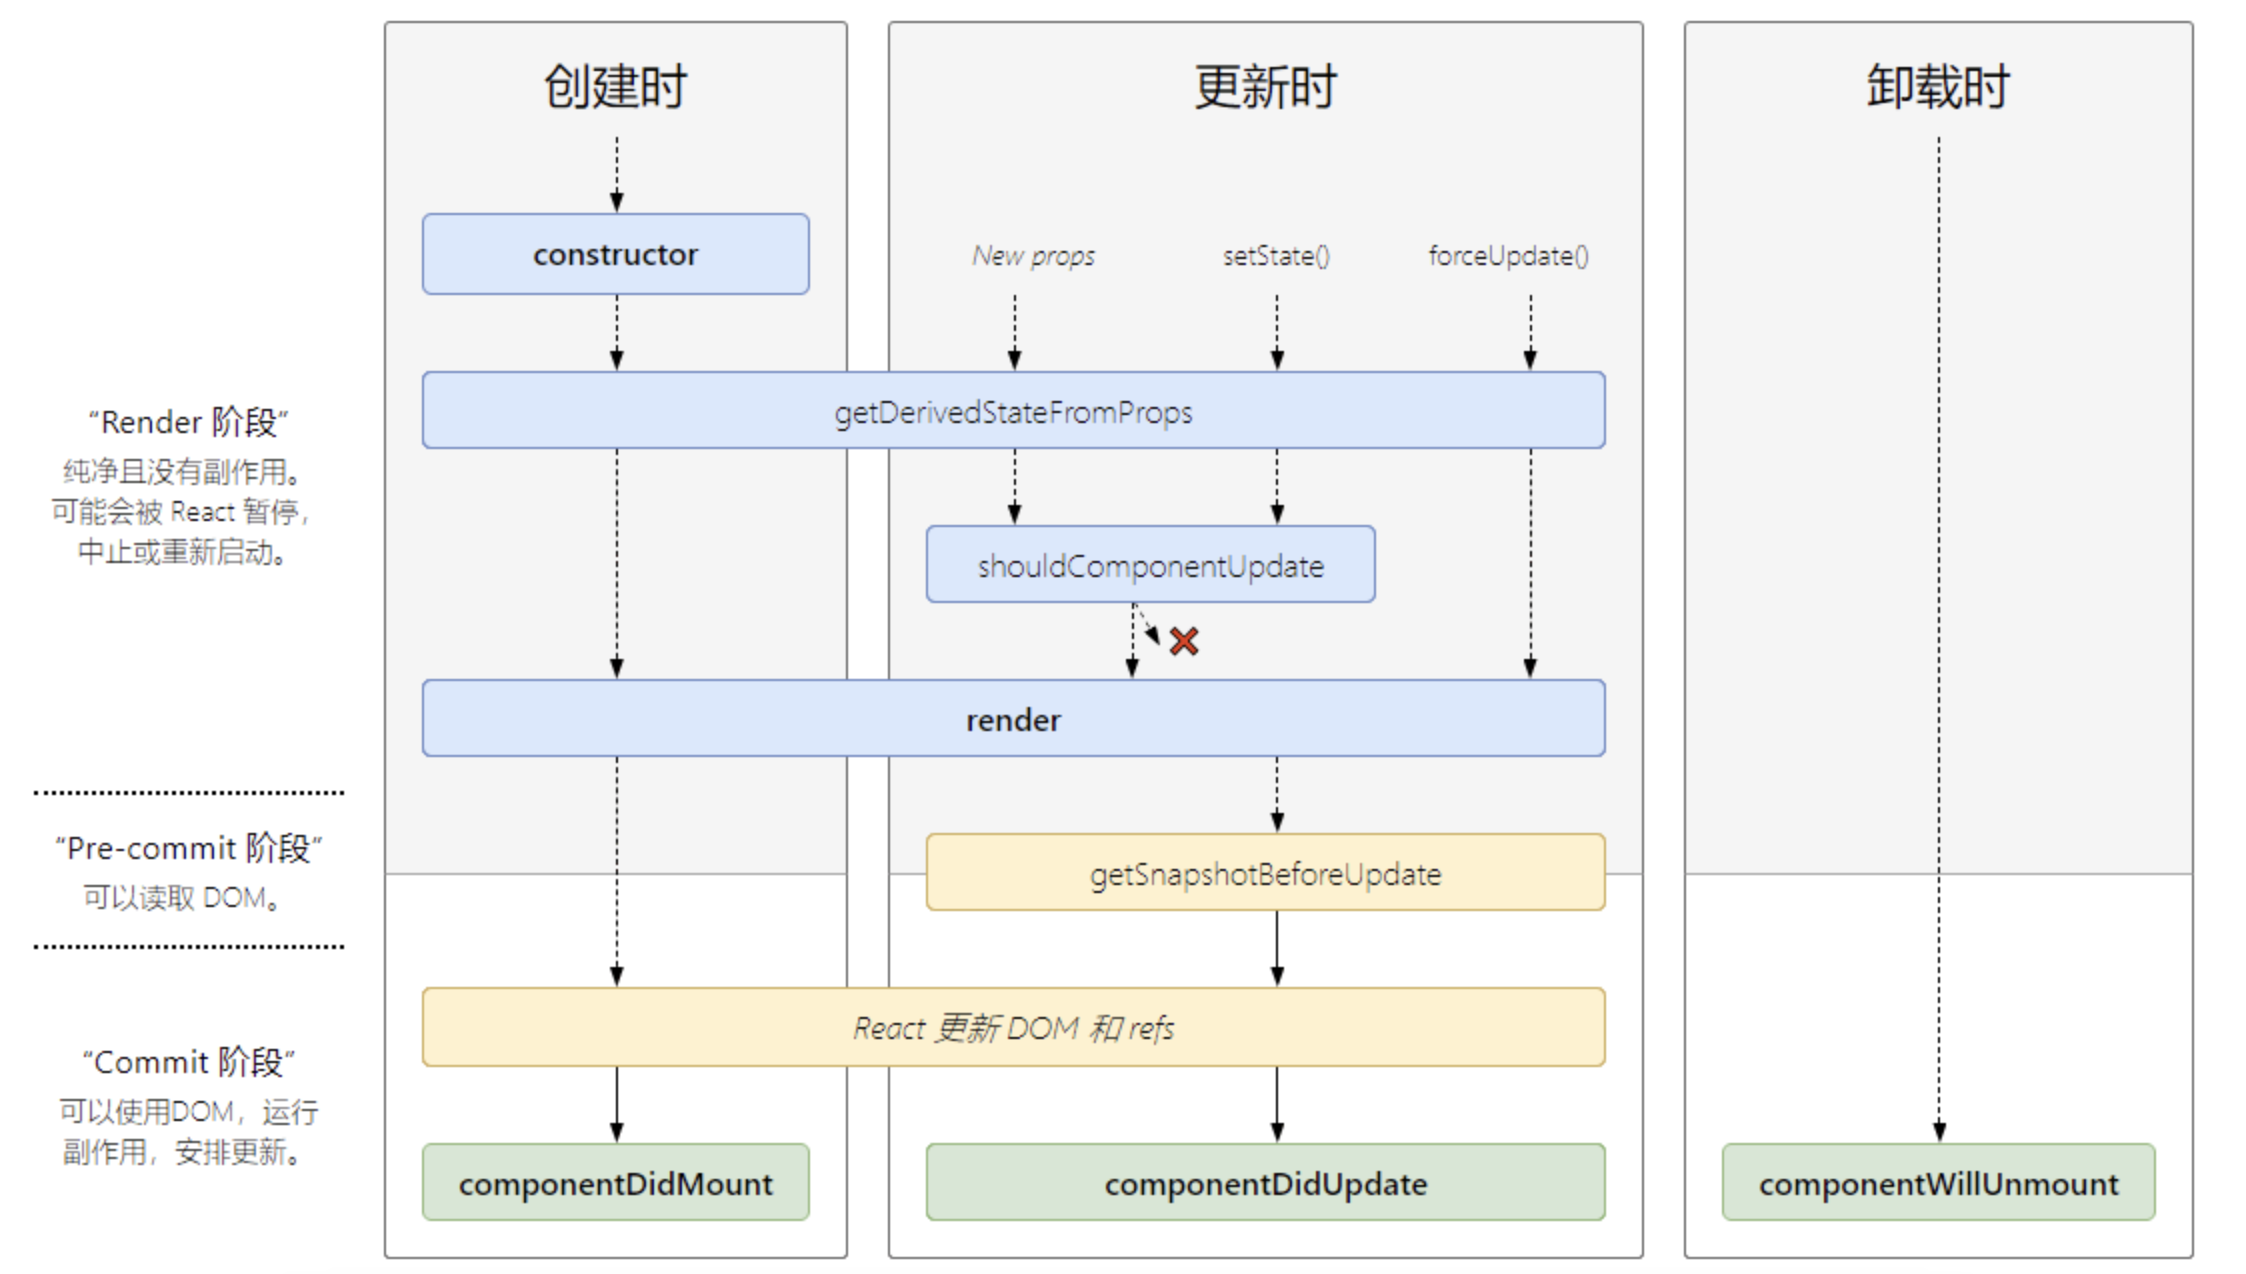 创建时
更新时
卸载时
constructor
New props
setState()
forceUpdate()
getDerivedStateFromProps
“Render 阶段”
纯净且没有副作用。
可能会被 React 暂停，
中止或重新启动。
shouldComponentUpdate
render
“Pre-commit 阶段”
可以读取 DOM。
getSnapshotBeforeUpdate
React 更新 DOM 和 refs
“Commit 阶段”
可以使用DOM，运行
副作用，安排更新。
componentDidMount
componentDidUpdate
componentWillUnmount